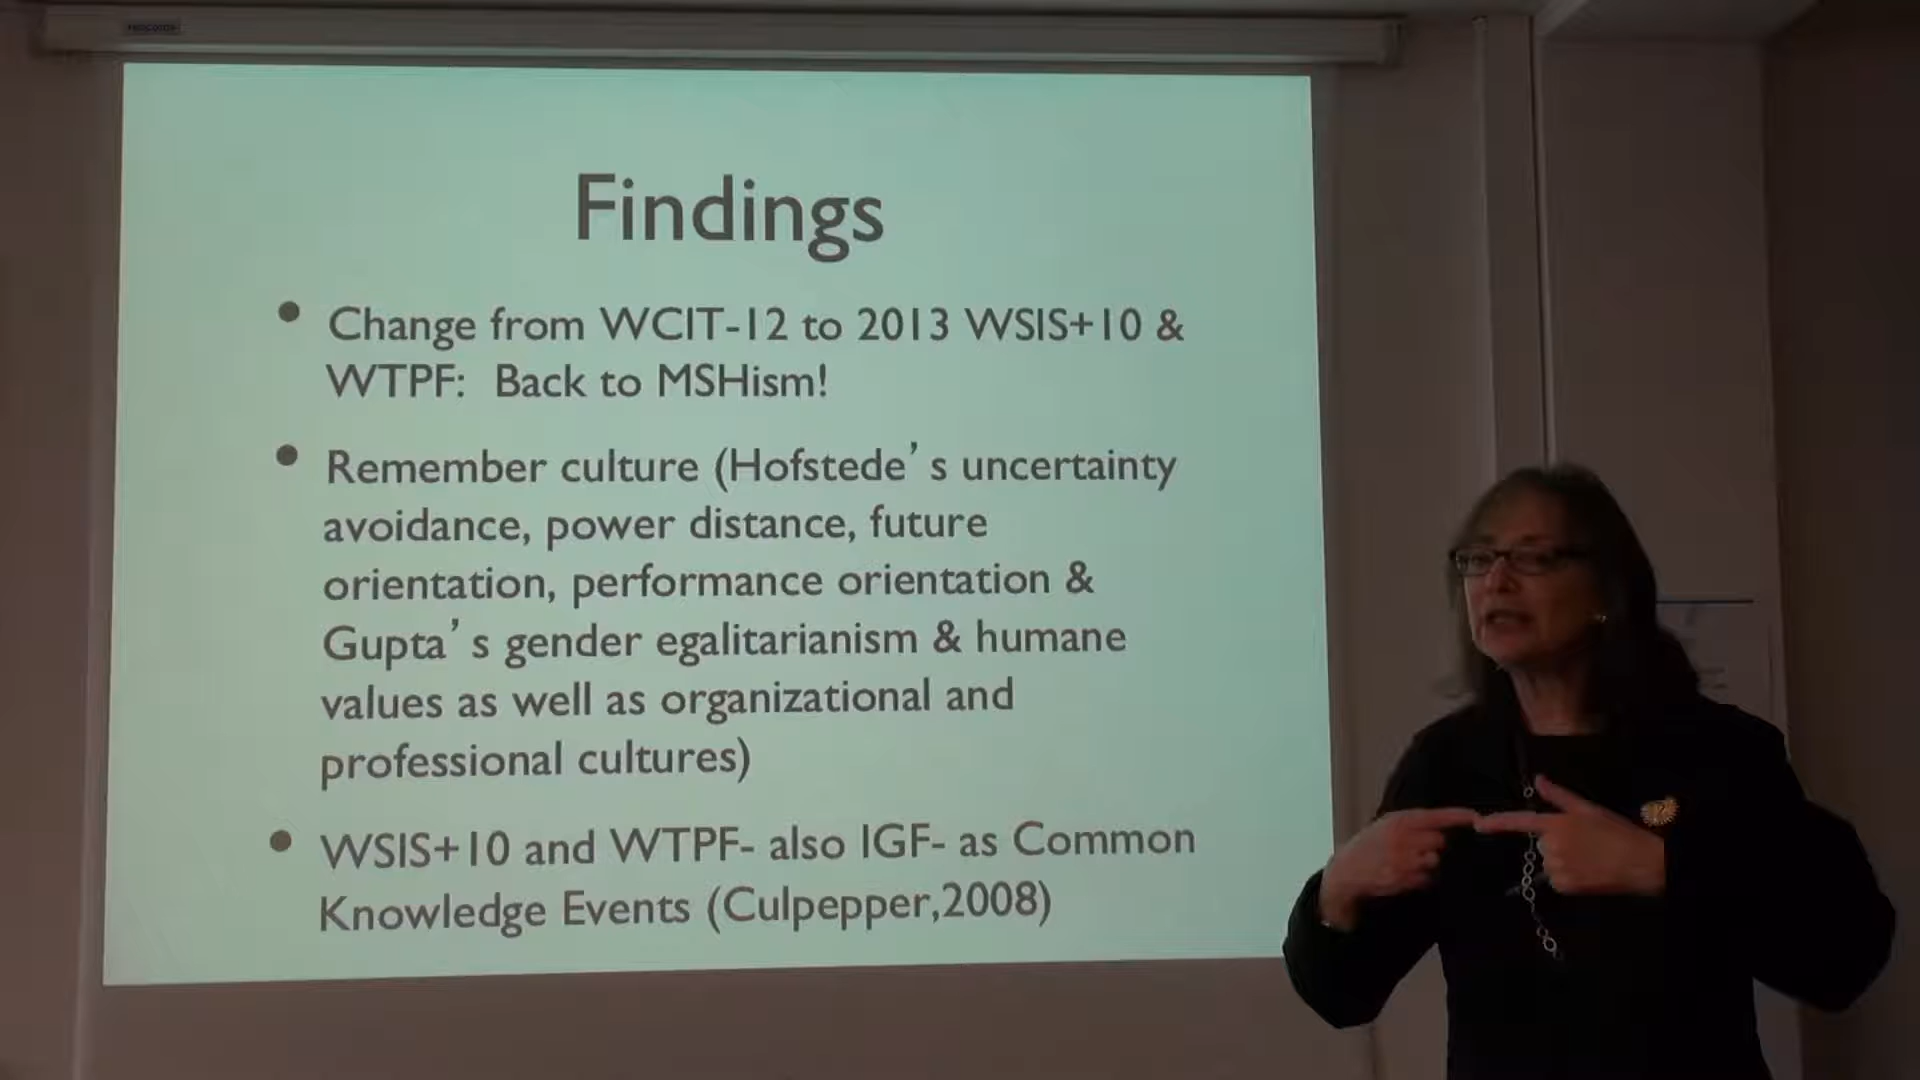 Findings
Change from WCIT-12 to 2013 WSIS+10 &
WTPF: Back to MSHism!
Remember culture (Hofstede's uncertainty
avoidance, power distance, future
orientation, performance orientation &
Gupta's gender egalitarianism & humane
values as well as organizational and
professional cultures)
WSIS+10 and WTPF- also IGF- as Common
Knowledge Events (Culpepper,2008)